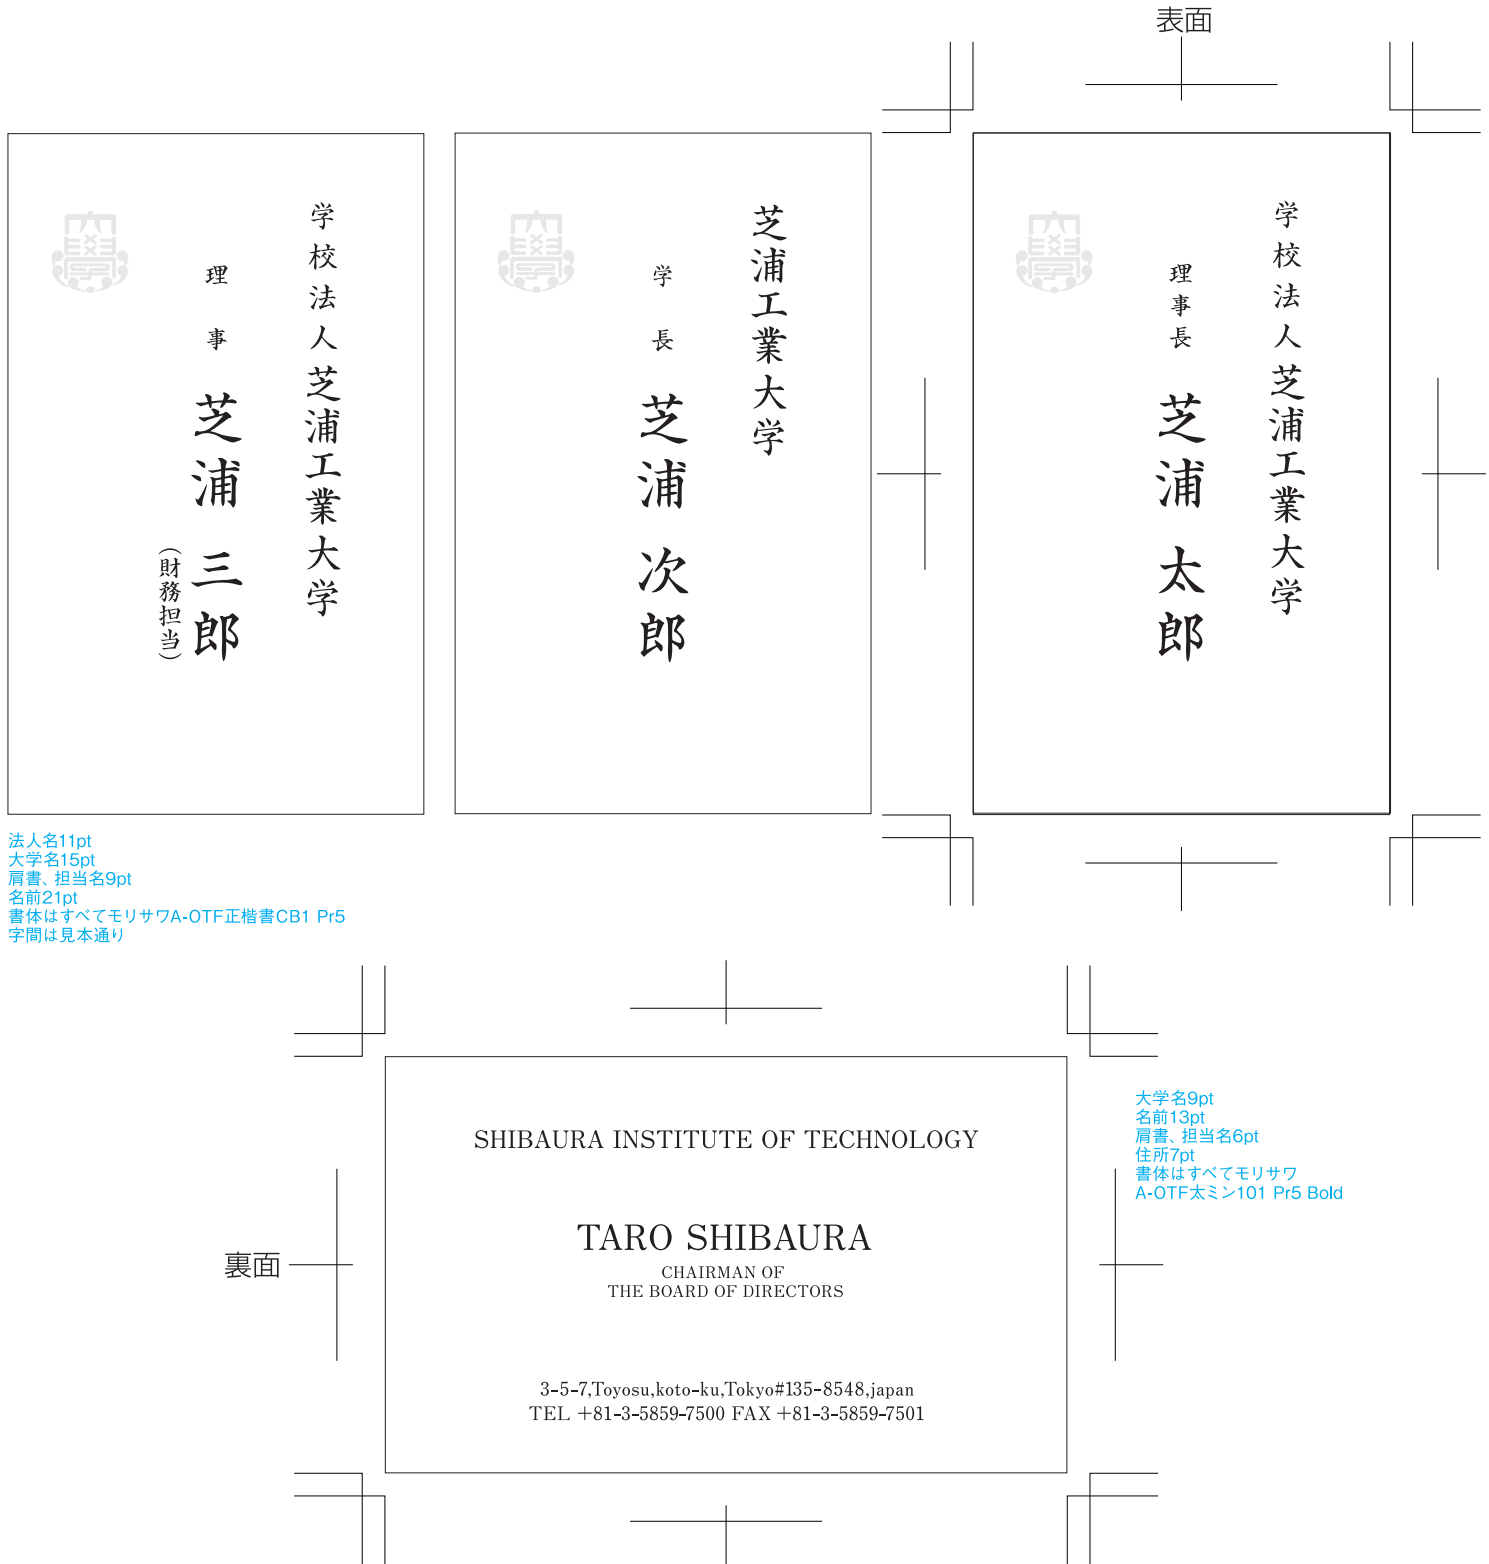 表面
学校法人芝浦工業大学
理事長
芝浦 太郎
芝浦工業大学
学長
芝浦 次郎
学校法人芝浦工業大学
理事
芝浦 三郎
(財務担当)
法人名11pt
大学名15pt
肩書、担当名9pt
名前21pt
書体はすべてモリサワA-OTF正楷書CB1 Pr5
字間は見本通り
裏面
SHIBAURA INSTITUTE OF TECHNOLOGY
TARO SHIBAURA
CHAIRMAN OF
THE BOARD OF DIRECTORS
3-5-7,Toyosu,koto-ku,Tokyo#135-8548,japan
TEL +81-3-5859-7500 FAX +81-3-5859-7501
大学名9pt
名前13pt
肩書、担当名6pt
住所7pt
書体はすべてモリサワ
A-OTF太ミン101 Pr5 Bold